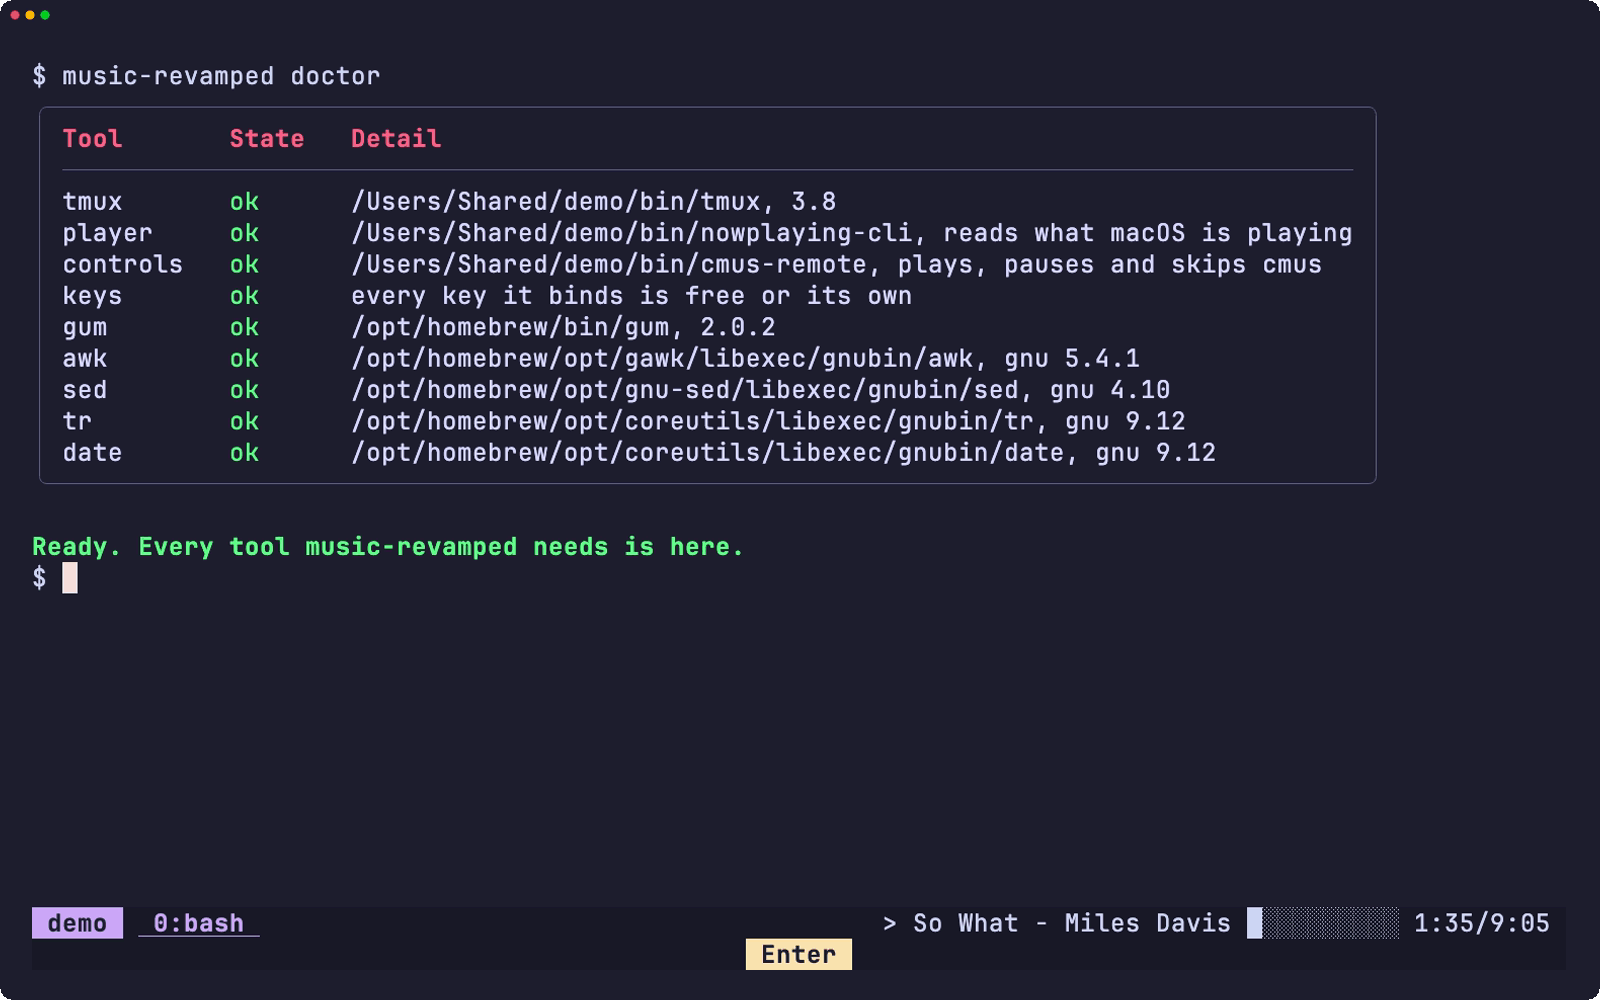 $ music-revamped doctor
Tool State Detail
tmux ok /Users/Shared/demo/bin/tmux, 3.8
player ok /Users/Shared/demo/bin/nowplaying-cli, reads what macOS is playing
controls ok /Users/Shared/demo/bin/cmus-remote, plays, pauses and skips cmus
keys ok every key it binds is free or its own
gum ok /opt/homebrew/bin/gum, 2.0.2
awk ok /opt/homebrew/opt/gawk/libexec/gnubin/awk, gnu 5.4.1
sed ok /opt/homebrew/opt/gnu-sed/libexec/gnubin/sed, gnu 4.10
tr ok /opt/homebrew/opt/coreutils/libexec/gnubin/tr, gnu 9.12
date ok /opt/homebrew/opt/coreutils/libexec/gnubin/date, gnu 9.12
Ready. Every tool music-revamped needs is here.
$
demo 0:bash > So What - Miles Davis 1:35/9:05
Enter